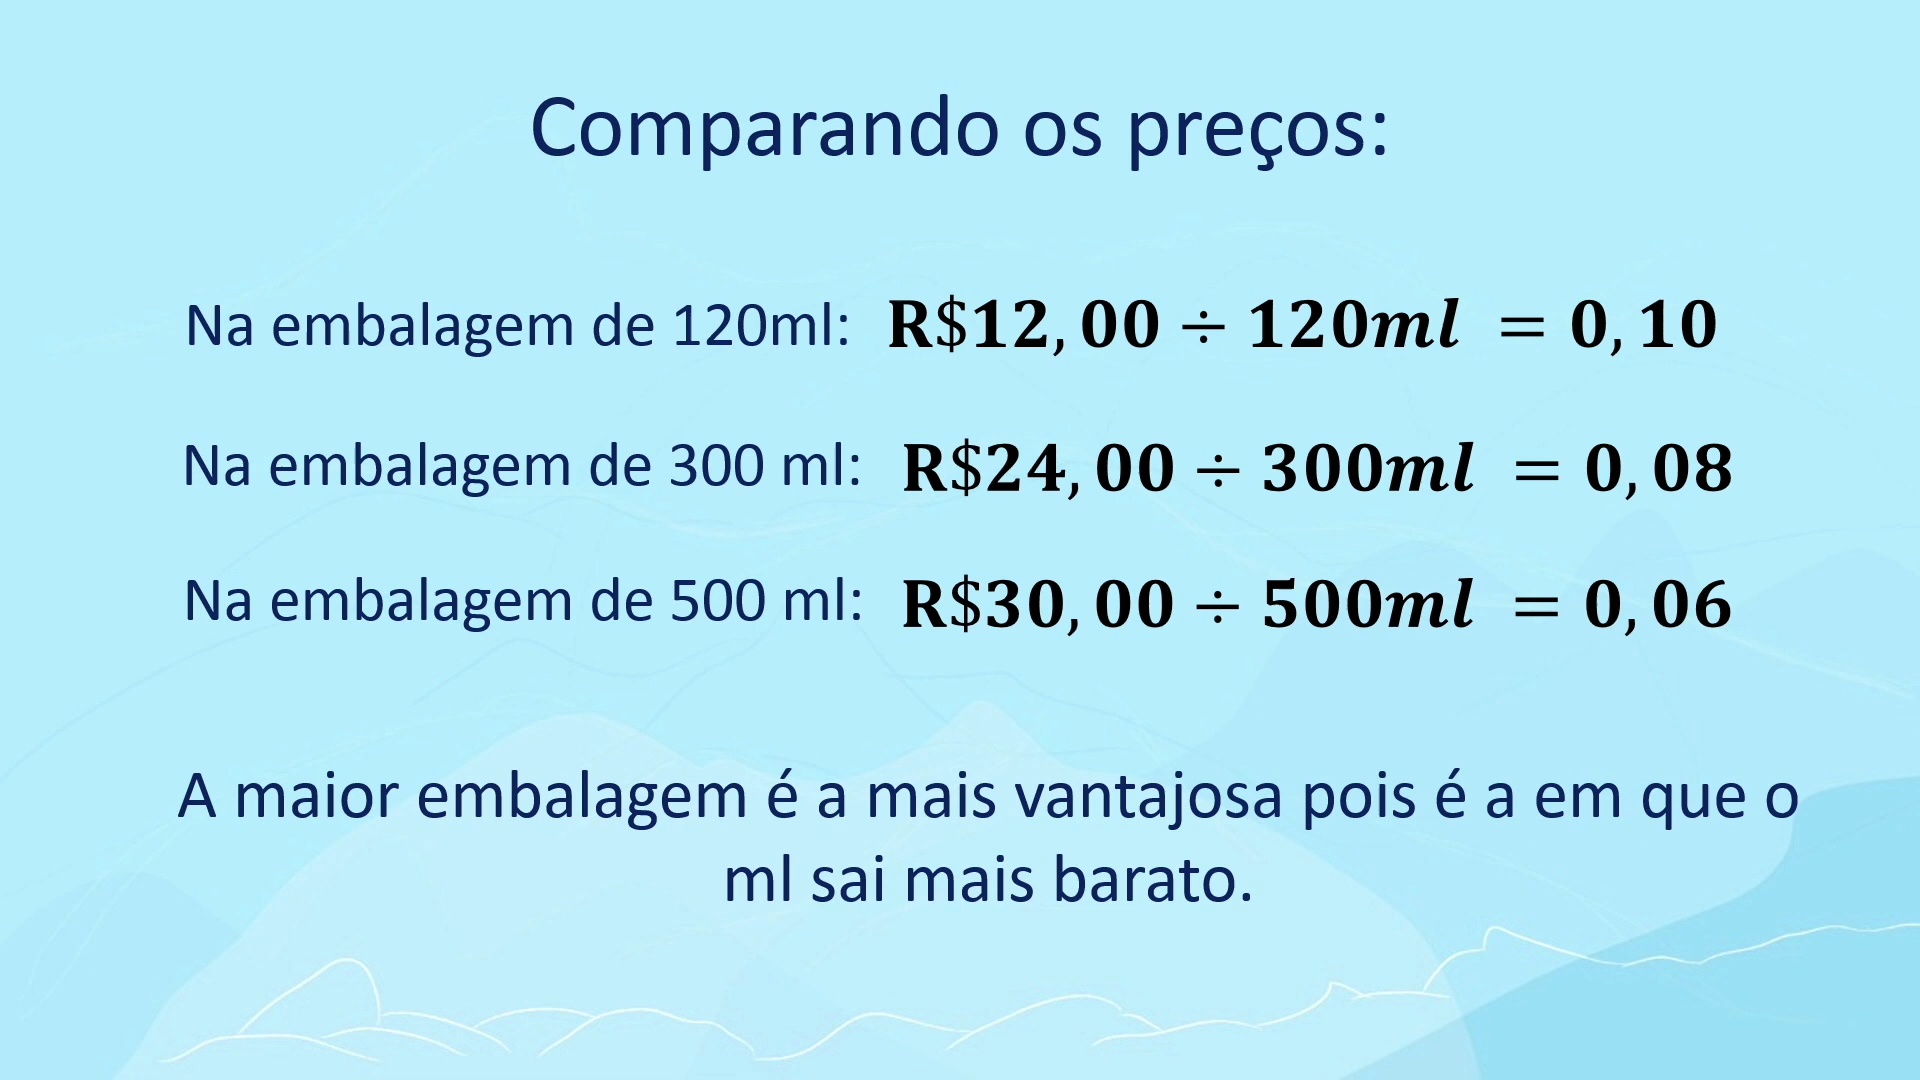 Comparando os preços:
Na embalagem de 120ml: R$12,00 ÷ 120ml = 0,10
Na embalagem de 300 ml: R$24,00 ÷ 300ml = 0,08
Na embalagem de 500 ml: R$30,00 ÷ 500ml = 0,06
A maior embalagem é a mais vantajosa pois é a em que o
ml sai mais barato.